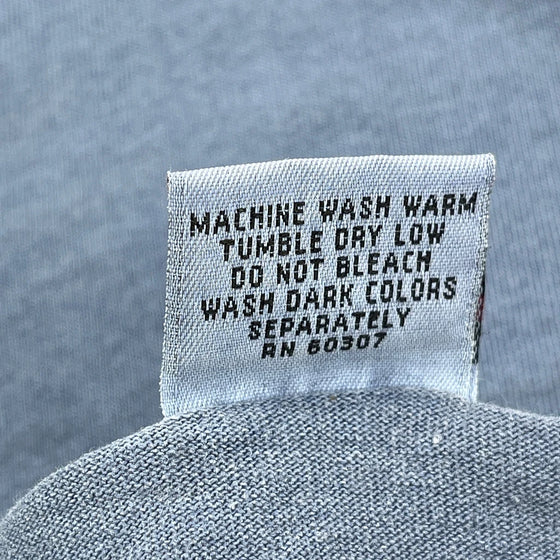 MACHINE WASH WARM
TUMBLE DRY LOW
DO NOT BLEACH
WASH DARK COLORS
SEPARATELY
RN 60307